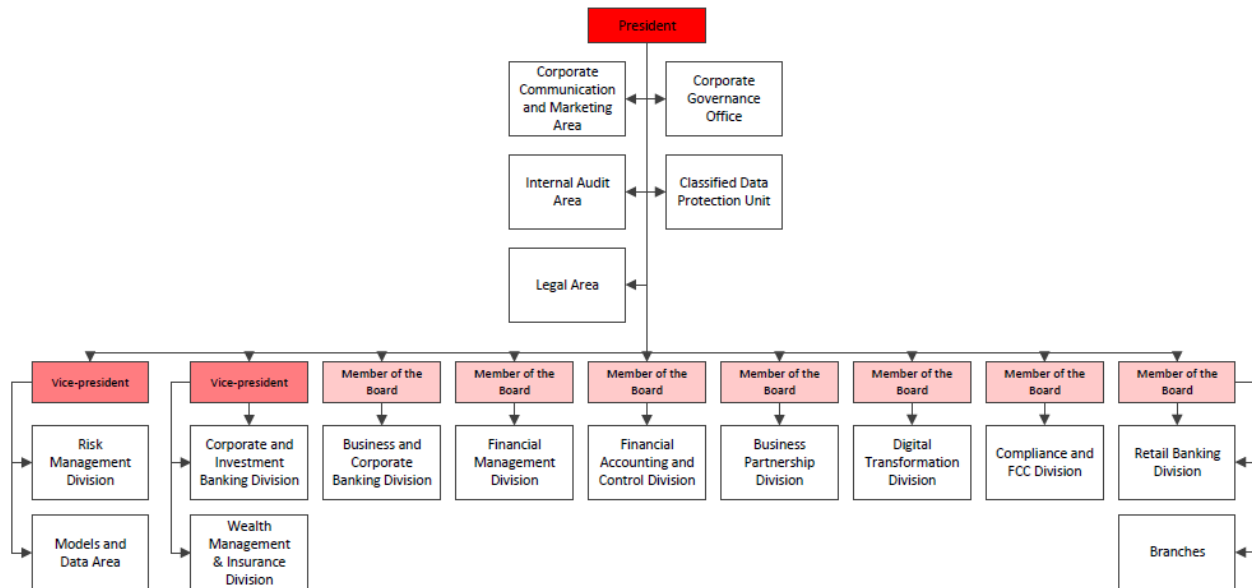 President
Corporate
Communication
and Marketing
Area
Corporate
Governance
Office
Internal Audit
Area
Classified Data
Protection Unit
Legal Area
Vice-president
Vice-president
Member of the
Board
Member of the
Board
Member of the
Board
Member of the
Board
Member of the
Board
Member of the
Board
Member of the
Board
Risk
Management
Division
Corporate and
Investment
Banking Division
Business and
Corporate
Banking Division
Financial
Management
Division
Financial
Accounting and
Control Division
Business
Partnership
Division
Digital
Transformation
Division
Compliance and
FCC Division
Retail Banking
Division
Models and
Data Area
Wealth
Management
& Insurance
Division
Branches